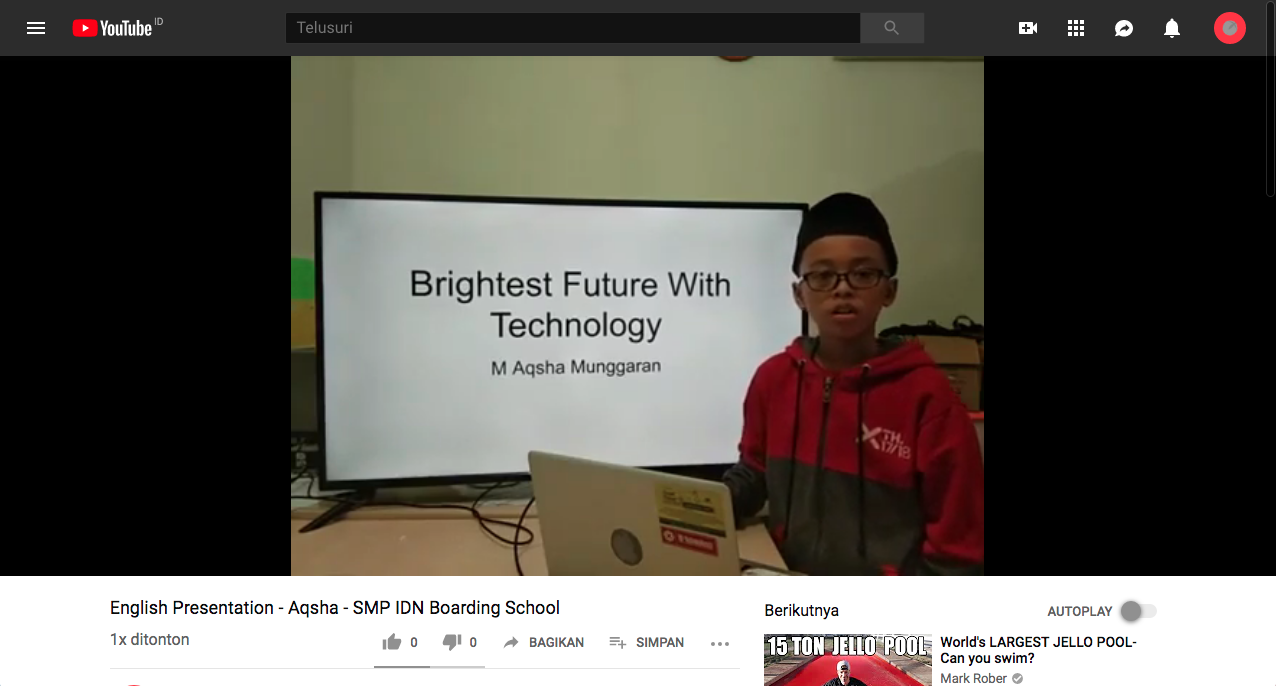 YouTube ID
Telusuri
Brightest Future With
Technology
M Aqsha Munggaran
TH.
17/18
English Presentation - Aqsha - SMP IDN Boarding School
1x ditonton
0
0
BAGIKAN
SIMPAN
Berikutnya
AUTOPLAY
15 TON JELLO POOL
World's LARGEST JELLO POOL-
Can you swim?
Mark Rober